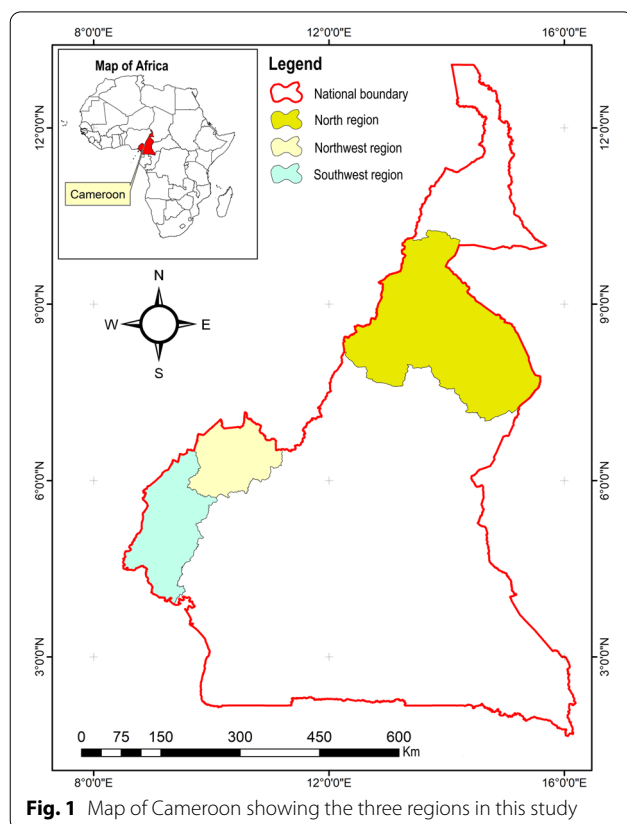 8°0'0"E 12°0'0"E 16°0'0"E
Map of Africa
Cameroon
Legend
National boundary
North region
Northwest region
Southwest region
12°0'0"N 12°0'0"N
N
W E
S
9°0'0"N 9°0'0"N
6°0'0"N 6°0'0"N
3°0'0"N 3°0'0"N
0 75 150 300 450 600
Km
8°0'0"E 12°0'0"E 16°0'0"E
Fig. 1 Map of Cameroon showing the three regions in this study